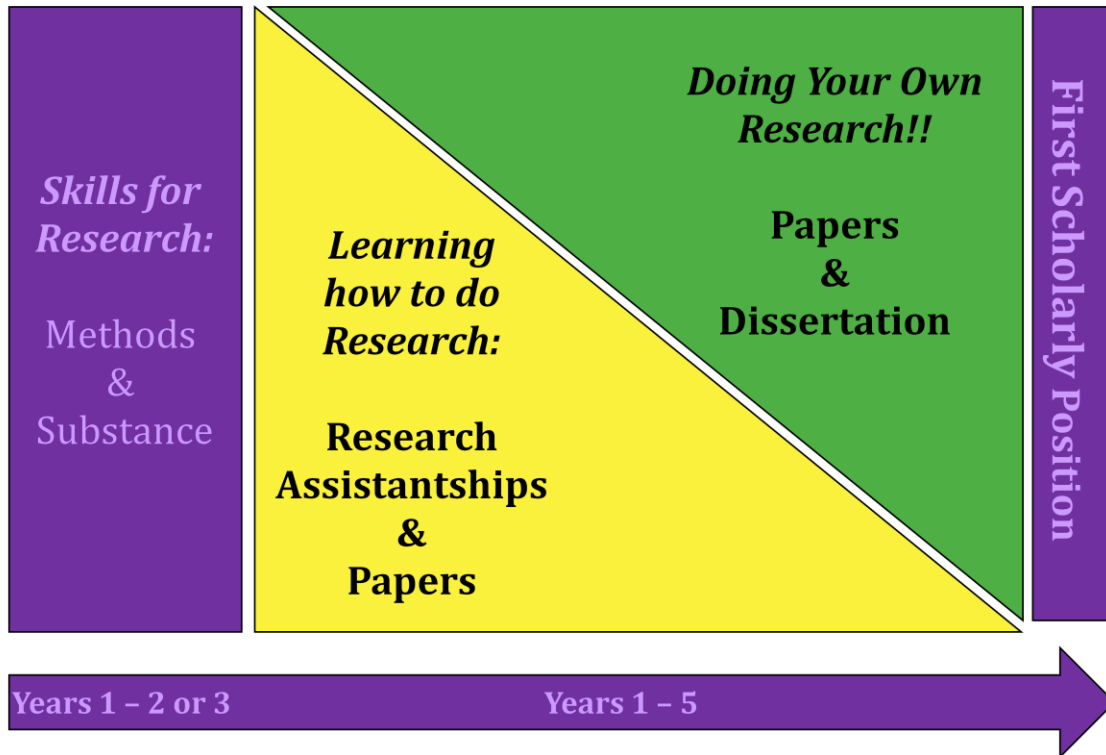 Skills for
Research:
Methods
&
Substance
Learning
how to do
Research:
Research
Assistantships
&
Papers
Doing Your Own
Research!!
Papers
&
Dissertation
First Scholarly Position
Years 1 – 2 or 3
Years 1 – 5